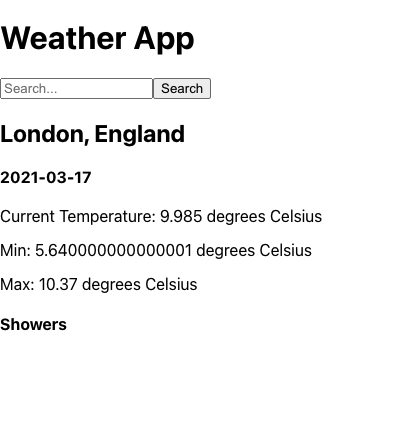 Weather App
Search... Search
London, England
2021-03-17
Current Temperature: 9.985 degrees Celsius
Min: 5.640000000000001 degrees Celsius
Max: 10.37 degrees Celsius
Showers